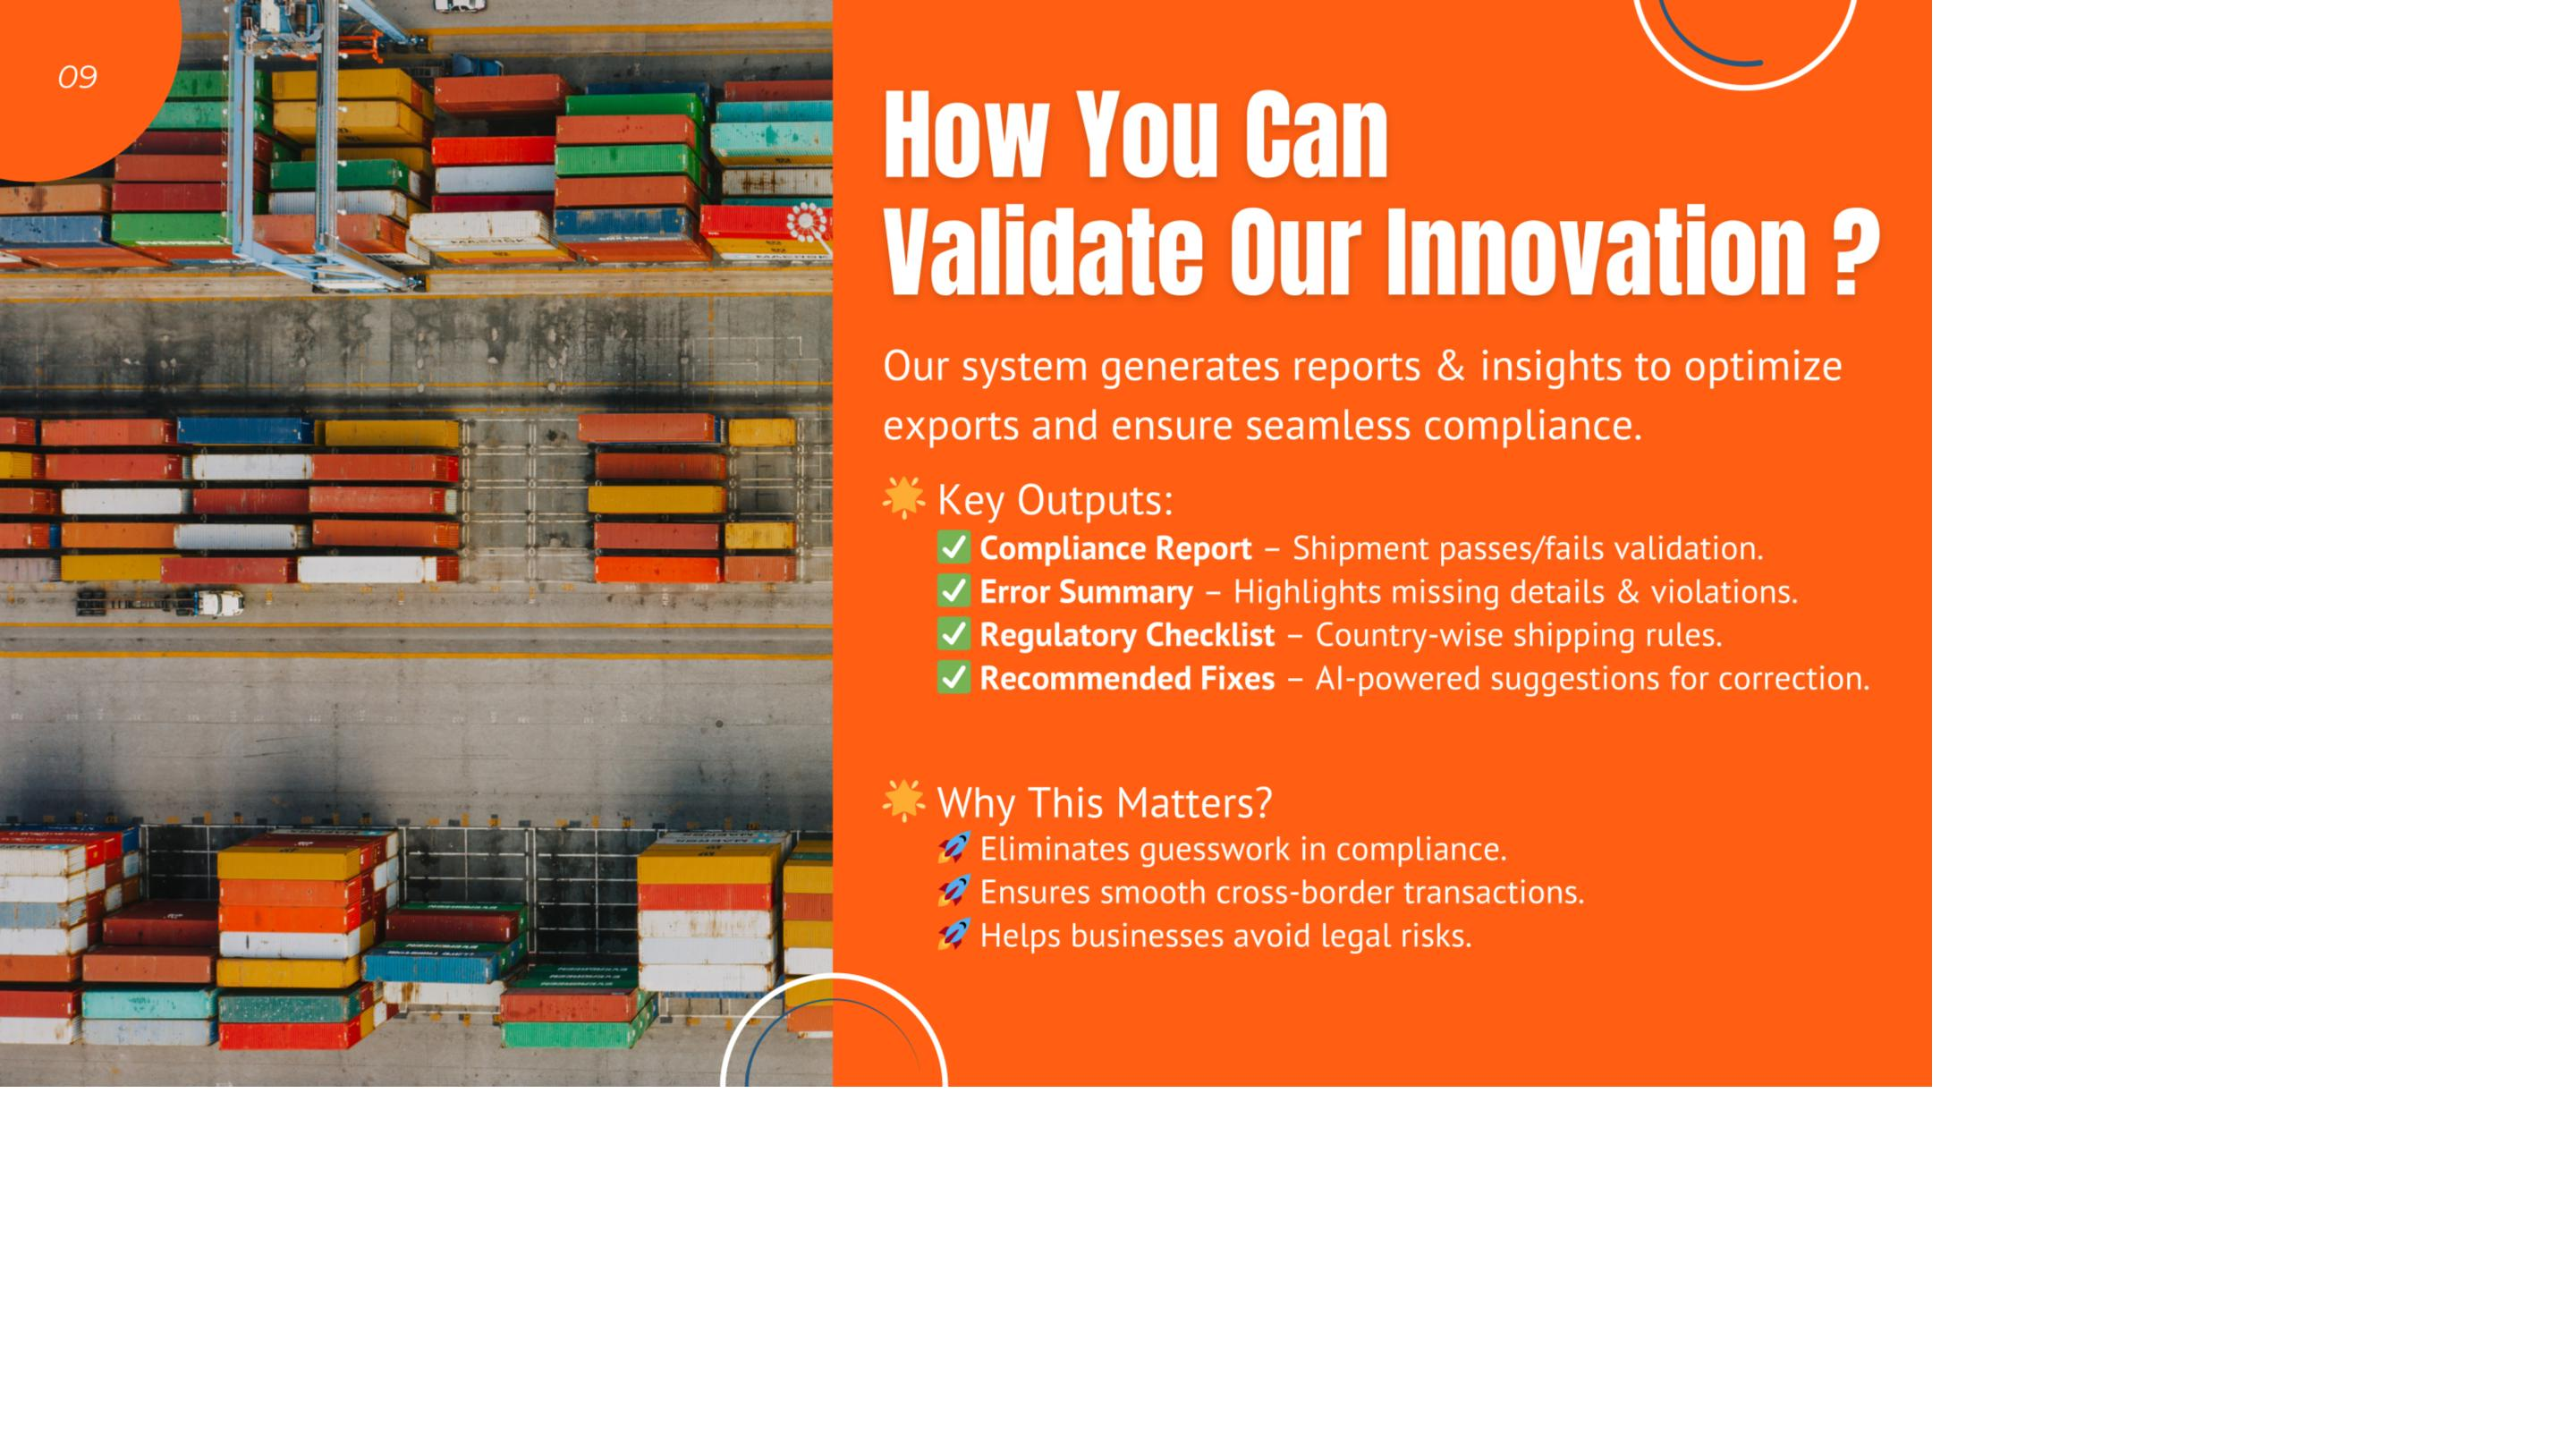 09
How You Can
Validate Our Innovation ?
Our system generates reports & insights to optimize
exports and ensure seamless compliance.
🌟 Key Outputs:
✅ Compliance Report – Shipment passes/fails validation.
✅ Error Summary – Highlights missing details & violations.
✅ Regulatory Checklist – Country-wise shipping rules.
✅ Recommended Fixes – AI-powered suggestions for correction.
🌟 Why This Matters?
🚀 Eliminates guesswork in compliance.
🚀 Ensures smooth cross-border transactions.
🚀 Helps businesses avoid legal risks.